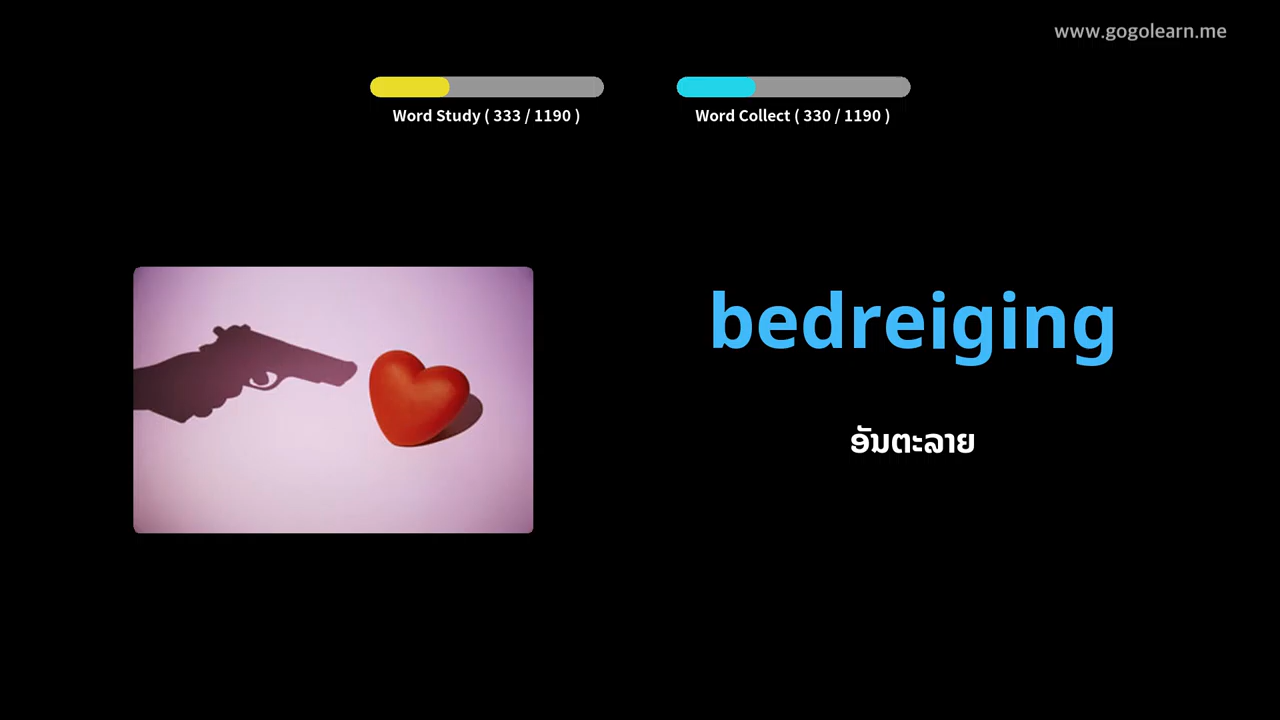 www.gogolearn.me
Word Study ( 333 / 1190 )
Word Collect ( 330 / 1190 )
bedreiging
ອັນຕະລາຍ